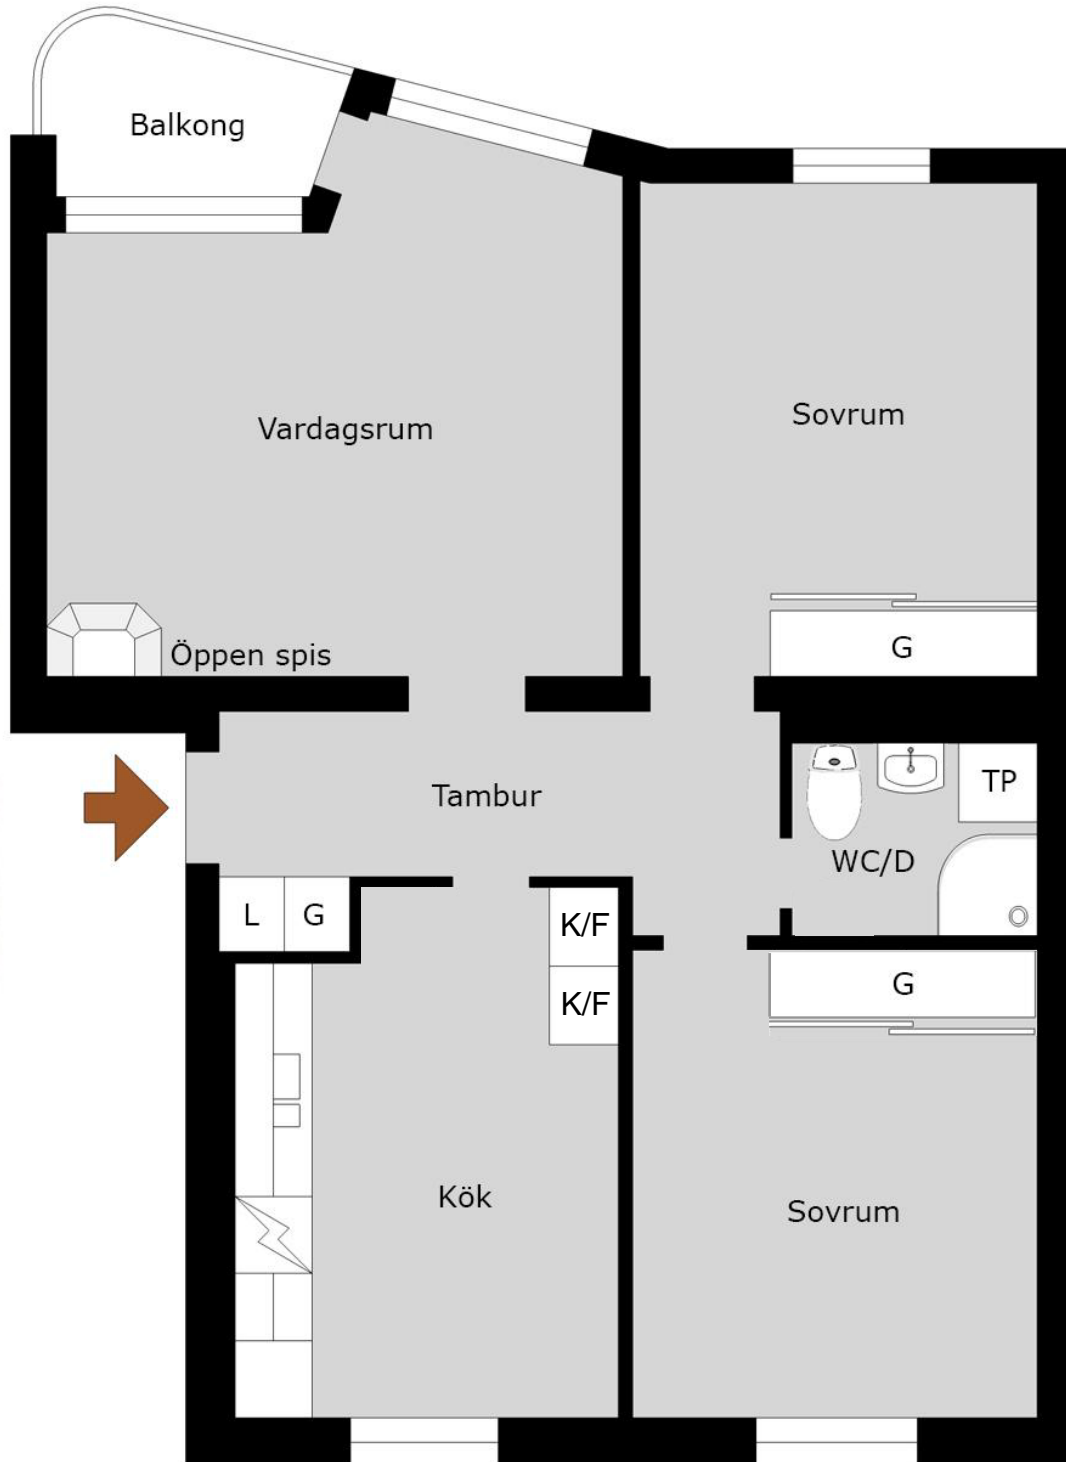 Balkong
Vardagsrum
Sovrum
Öppen spis
G
Tambur
TP
WC/D
L
G
K/F
K/F
G
Kök
Sovrum